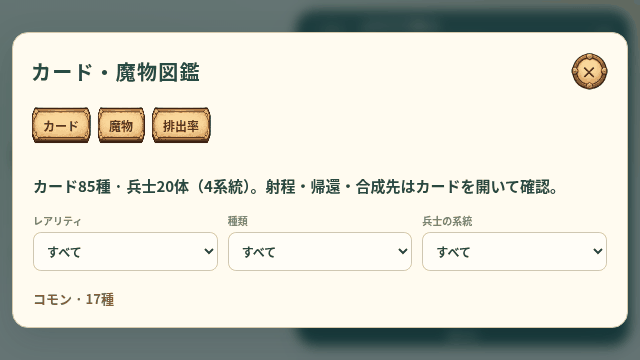 カード・魔物図鑑
カード 魔物 排出率
カード85種・兵士20体（4系統）。射程・帰還・合成先はカードを開いて確認。
レアリティ 種類 兵士の系統
すべて すべて すべて
コモン・17種